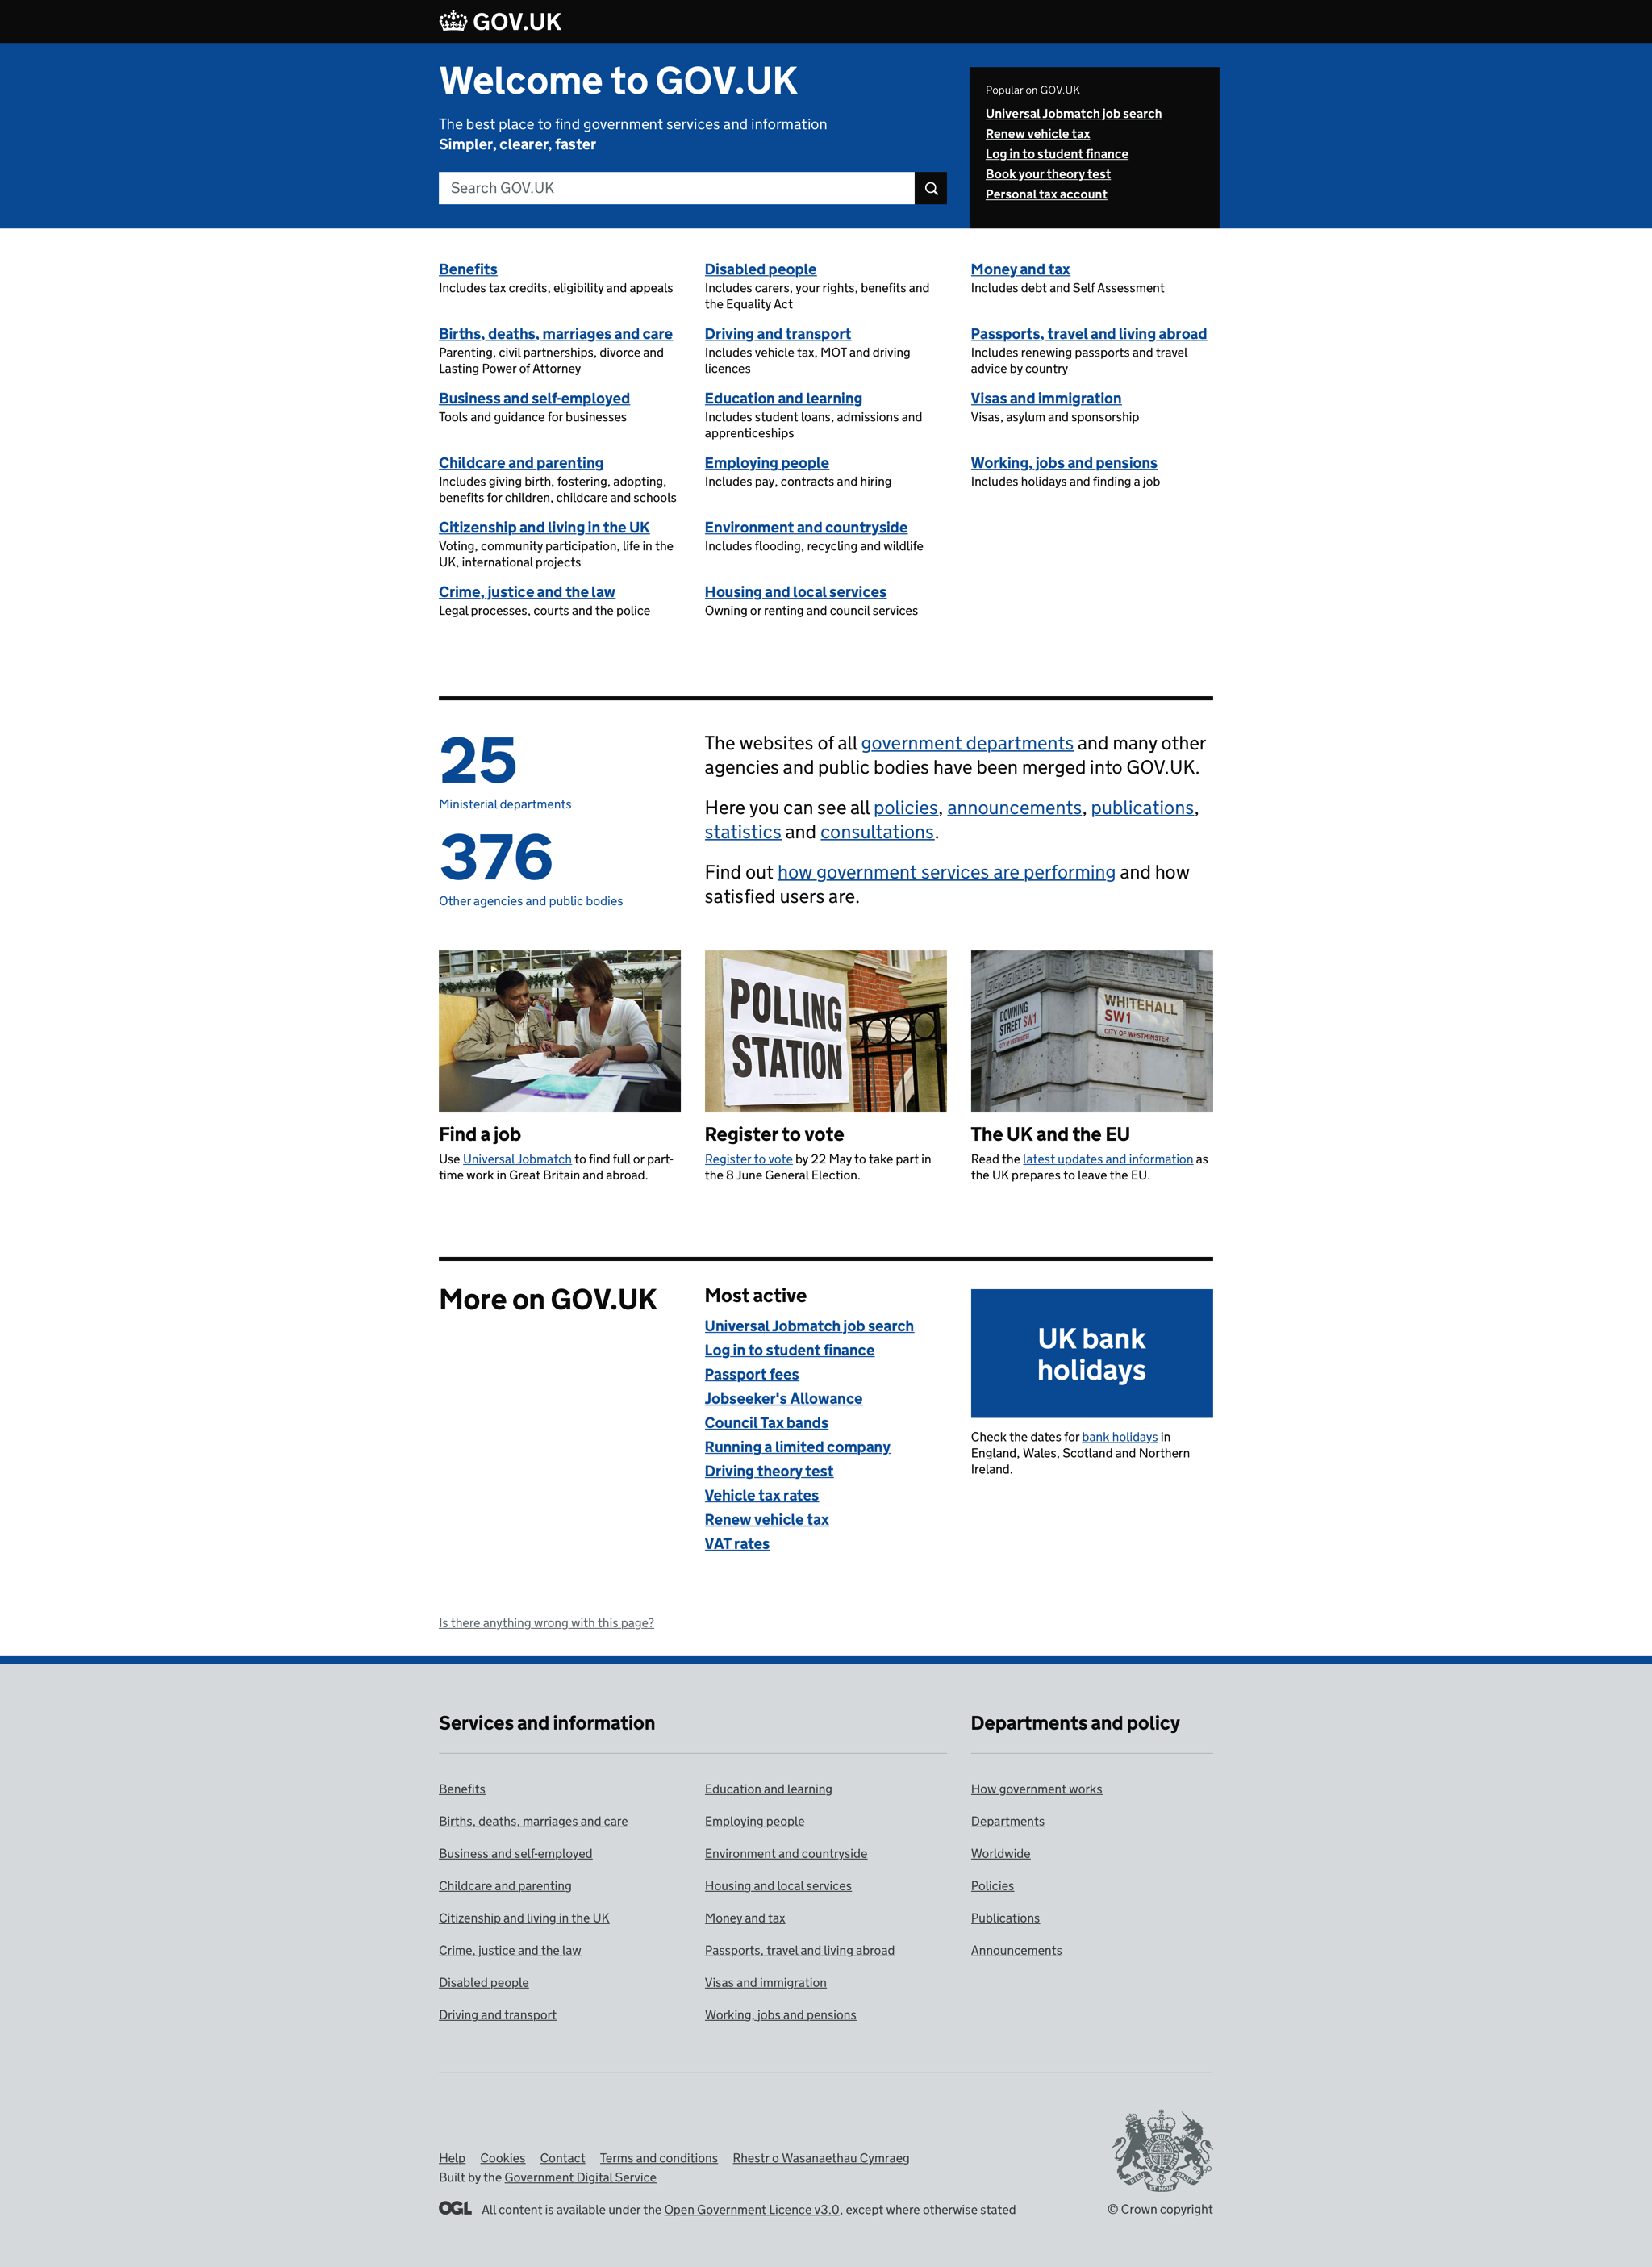 GOV.UK
Welcome to GOV.UK
The best place to find government services and information
Simpler, clearer, faster
Search GOV.UK
Popular on GOV.UK
Universal Jobmatch job search
Renew vehicle tax
Log in to student finance
Book your theory test
Personal tax account
Benefits
Includes tax credits, eligibility and appeals
Births, deaths, marriages and care
Parenting, civil partnerships, divorce and
Lasting Power of Attorney
Business and self-employed
Tools and guidance for businesses
Childcare and parenting
Includes giving birth, fostering, adopting,
benefits for children, childcare and schools
Citizenship and living in the UK
Voting, community participation, life in the
UK, international projects
Crime, justice and the law
Legal processes, courts and the police
Disabled people
Includes carers, your rights, benefits and
the Equality Act
Driving and transport
Includes vehicle tax, MOT and driving
licences
Education and learning
Includes student loans, admissions and
apprenticeships
Employing people
Includes pay, contracts and hiring
Environment and countryside
Includes flooding, recycling and wildlife
Housing and local services
Owning or renting and council services
Money and tax
Includes debt and Self Assessment
Passports, travel and living abroad
Includes renewing passports and travel
advice by country
Visas and immigration
Visas, asylum and sponsorship
Working, jobs and pensions
Includes holidays and finding a job
25
Ministerial departments
376
Other agencies and public bodies
The websites of all government departments and many other
agencies and public bodies have been merged into GOV.UK.
Here you can see all policies, announcements, publications,
statistics and consultations.
Find out how government services are performing and how
satisfied users are.
Find a job
Use Universal Jobmatch to find full or part-
time work in Great Britain and abroad.
POLLING
STATION
Register to vote
Register to vote by 22 May to take part in
the 8 June General Election.
DOWNING
STREET SW1
CITY OF WESTMINSTER
WHITEHALL
SW1
CITY OF WESTMINSTER
The UK and the EU
Read the latest updates and information as
the UK prepares to leave the EU.
More on GOV.UK
Most active
Universal Jobmatch job search
Log in to student finance
Passport fees
Jobseeker's Allowance
Council Tax bands
Running a limited company
Driving theory test
Vehicle tax rates
Renew vehicle tax
VAT rates
UK bank
holidays
Check the dates for bank holidays in
England, Wales, Scotland and Northern
Ireland.
Is there anything wrong with this page?
Services and information
Benefits
Births, deaths, marriages and care
Business and self-employed
Childcare and parenting
Citizenship and living in the UK
Crime, justice and the law
Disabled people
Driving and transport
Education and learning
Employing people
Environment and countryside
Housing and local services
Money and tax
Passports, travel and living abroad
Visas and immigration
Working, jobs and pensions
Departments and policy
How government works
Departments
Worldwide
Policies
Publications
Announcements
Help Cookies Contact Terms and conditions Rhestr o Wasanaethau Cymraeg
Built by the Government Digital Service
OGL All content is available under the Open Government Licence v3.0, except where otherwise stated
© Crown copyright